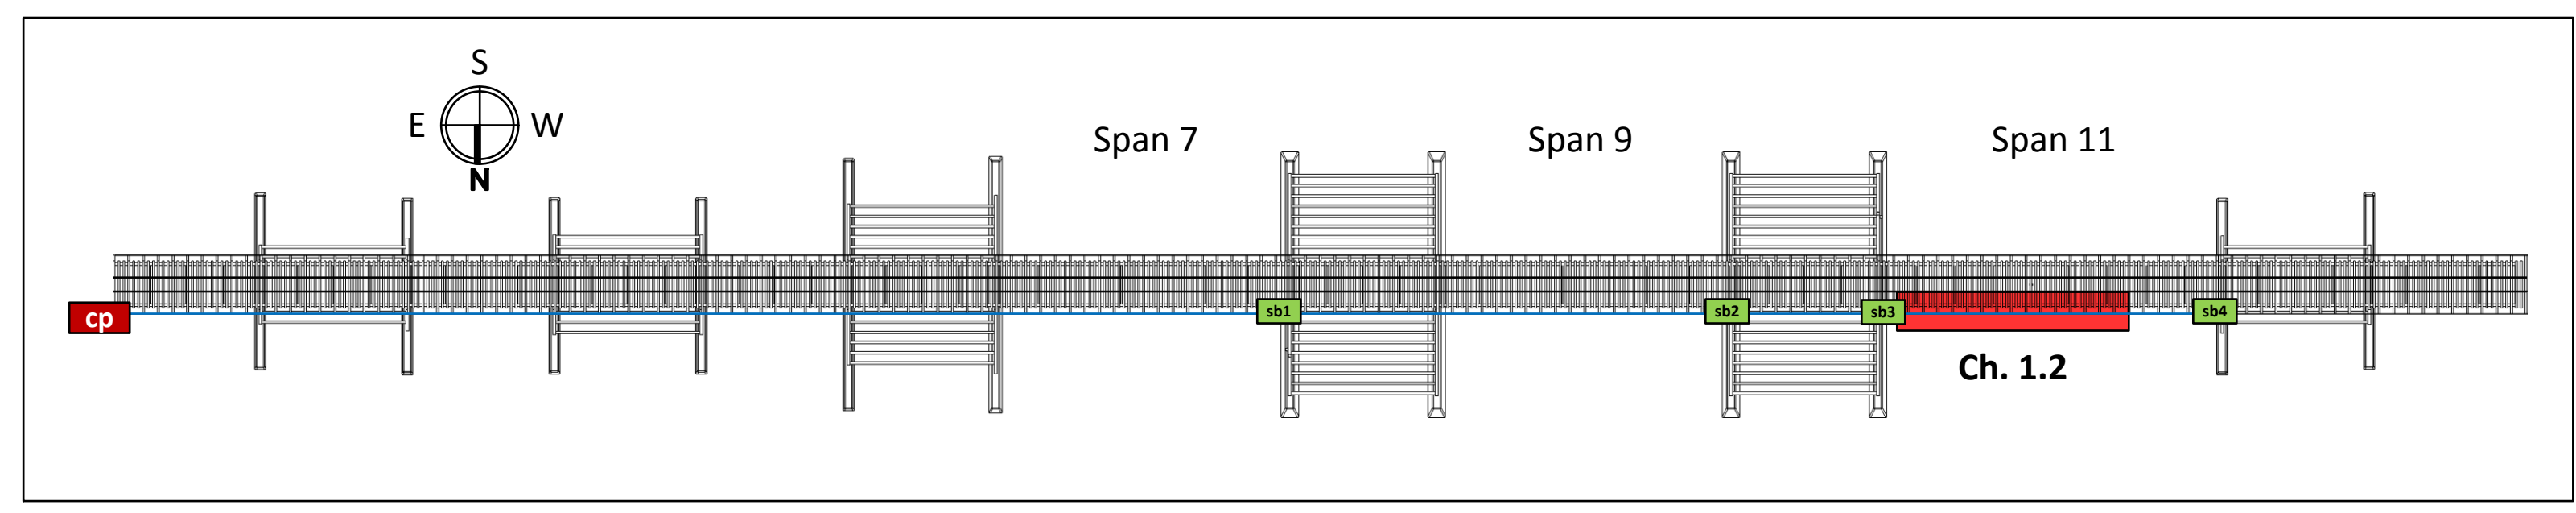 S
E W
N
Span 7 Span 9 Span 11
cp sb1 sb2 sb3 sb4
Ch. 1.2